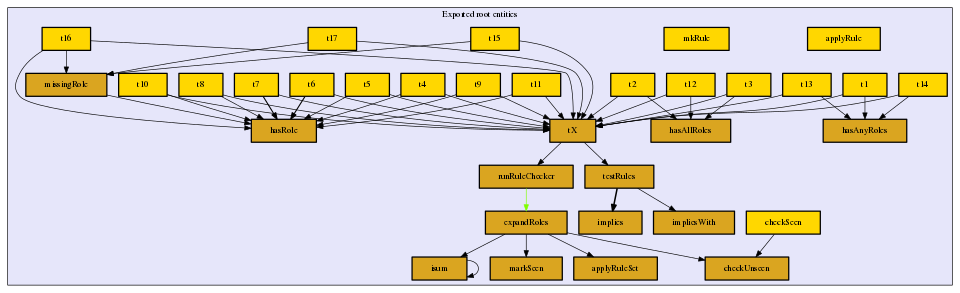 Exported root entities
t16
t17
t15
mkRule
applyRule
missingRole
t10
t8
t7
t6
t5
t4
t9
t11
t2
t12
t3
t13
t1
t14
hasRole
tX
hasAllRoles
hasAnyRoles
runRuleChecker
testRules
expandRoles
implies
impliesWith
checkSeen
isum
markSeen
applyRuleSet
checkUnseen